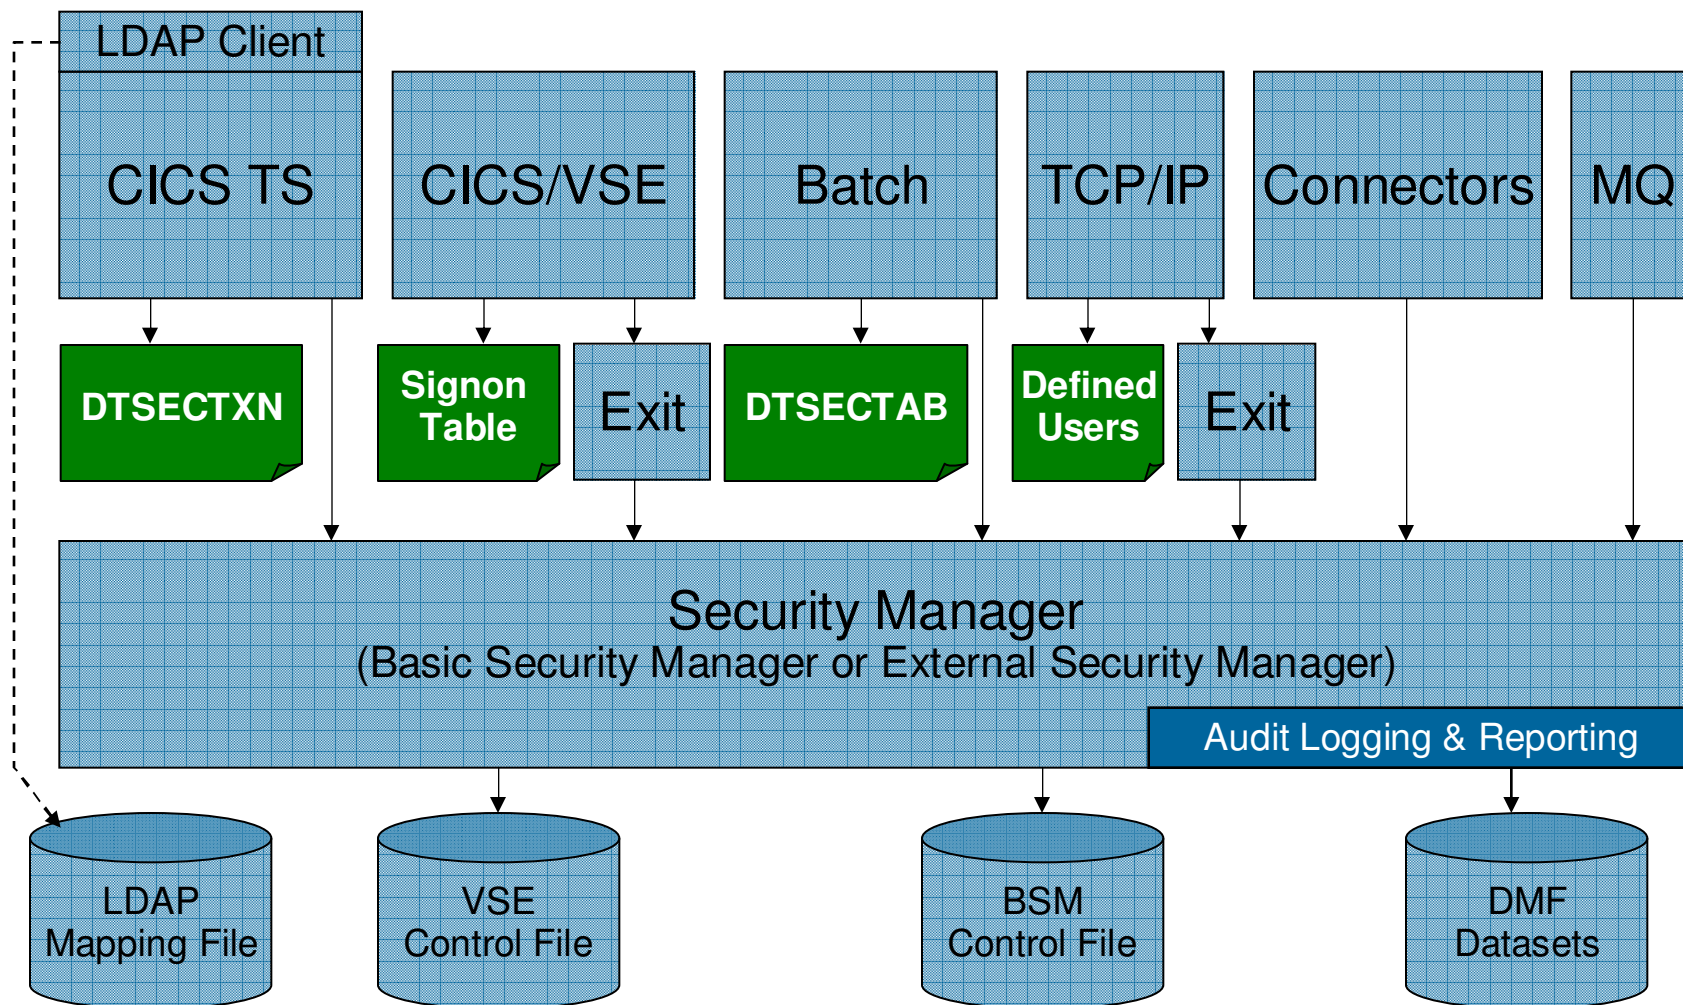 LDAP Client
CICS TS
CICS/VSE
Batch
TCP/IP
Connectors
MQ
DTSECTXN
Signon
Table
Exit
DTSECTAB
Defined
Users
Exit
Security Manager
(Basic Security Manager or External Security Manager)
Audit Logging & Reporting
LDAP
Mapping File
VSE
Control File
BSM
Control File
DMF
Datasets